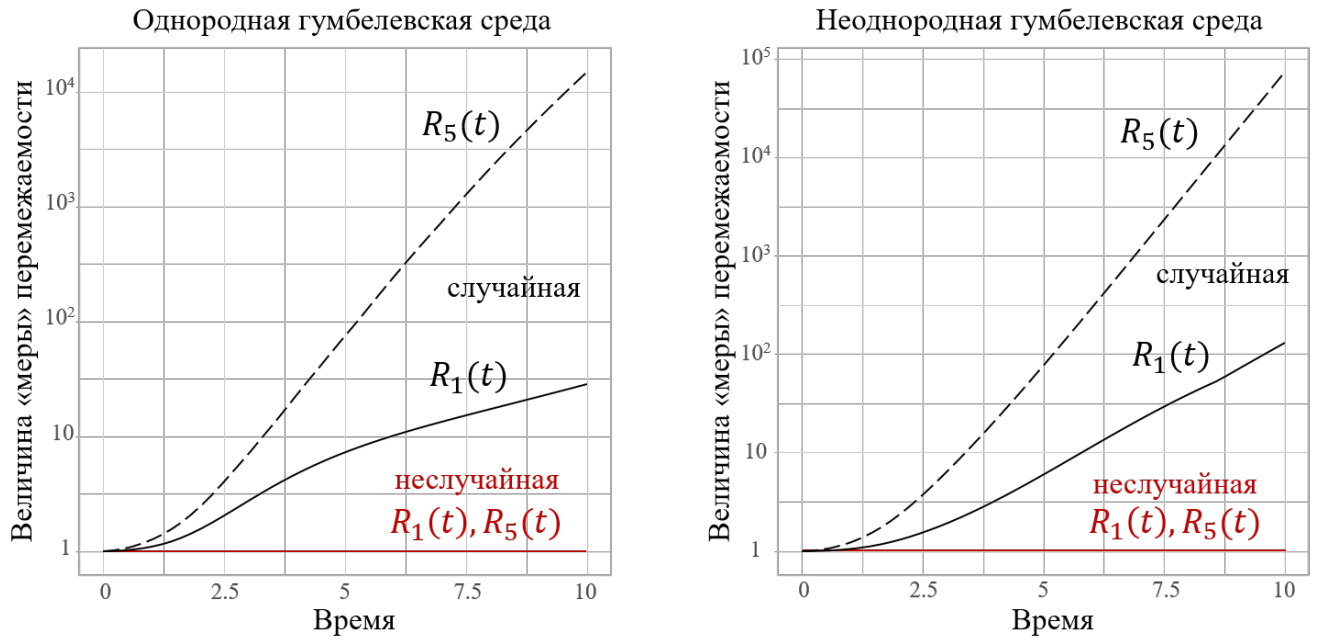 Однородная гумбелевская среда
Величина «меры» перемежаемости
10⁴
10³
10²
10
1
R₅(t)
случайная
R₁(t)
неслучайная
R₁(t), R₅(t)
0
2.5
5
7.5
10
Время
Неоднородная гумбелевская среда
Величина «меры» перемежаемости
10⁵
10⁴
10³
10²
10
1
R₅(t)
случайная
R₁(t)
неслучайная
R₁(t), R₅(t)
0
2.5
5
7.5
10
Время